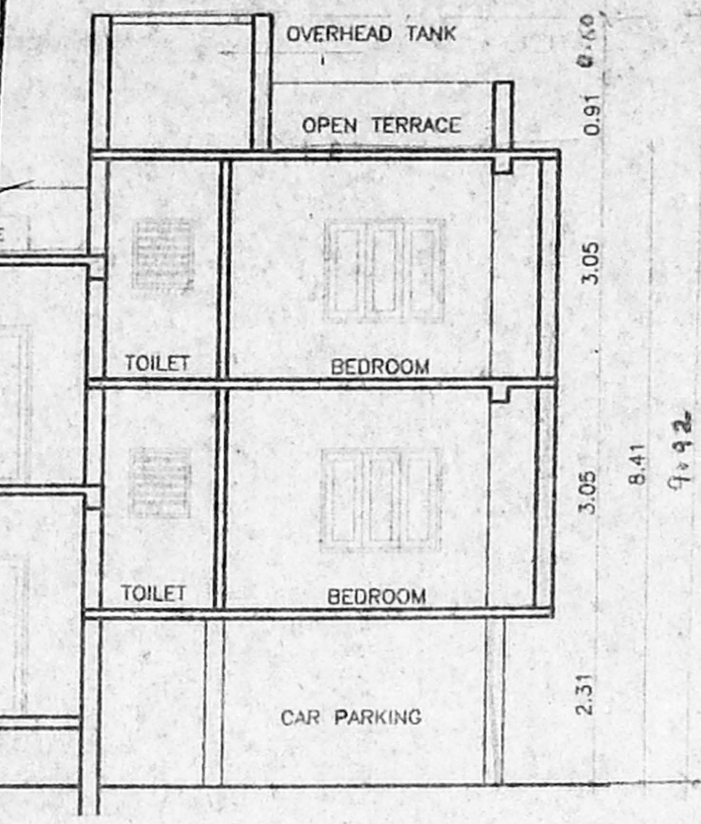 OVERHEAD TANK
0.60
OPEN TERRACE
0.91
3.05
TOILET
BEDROOM
3.05
8.41
9.92
TOILET
BEDROOM
2.31
CAR PARKING